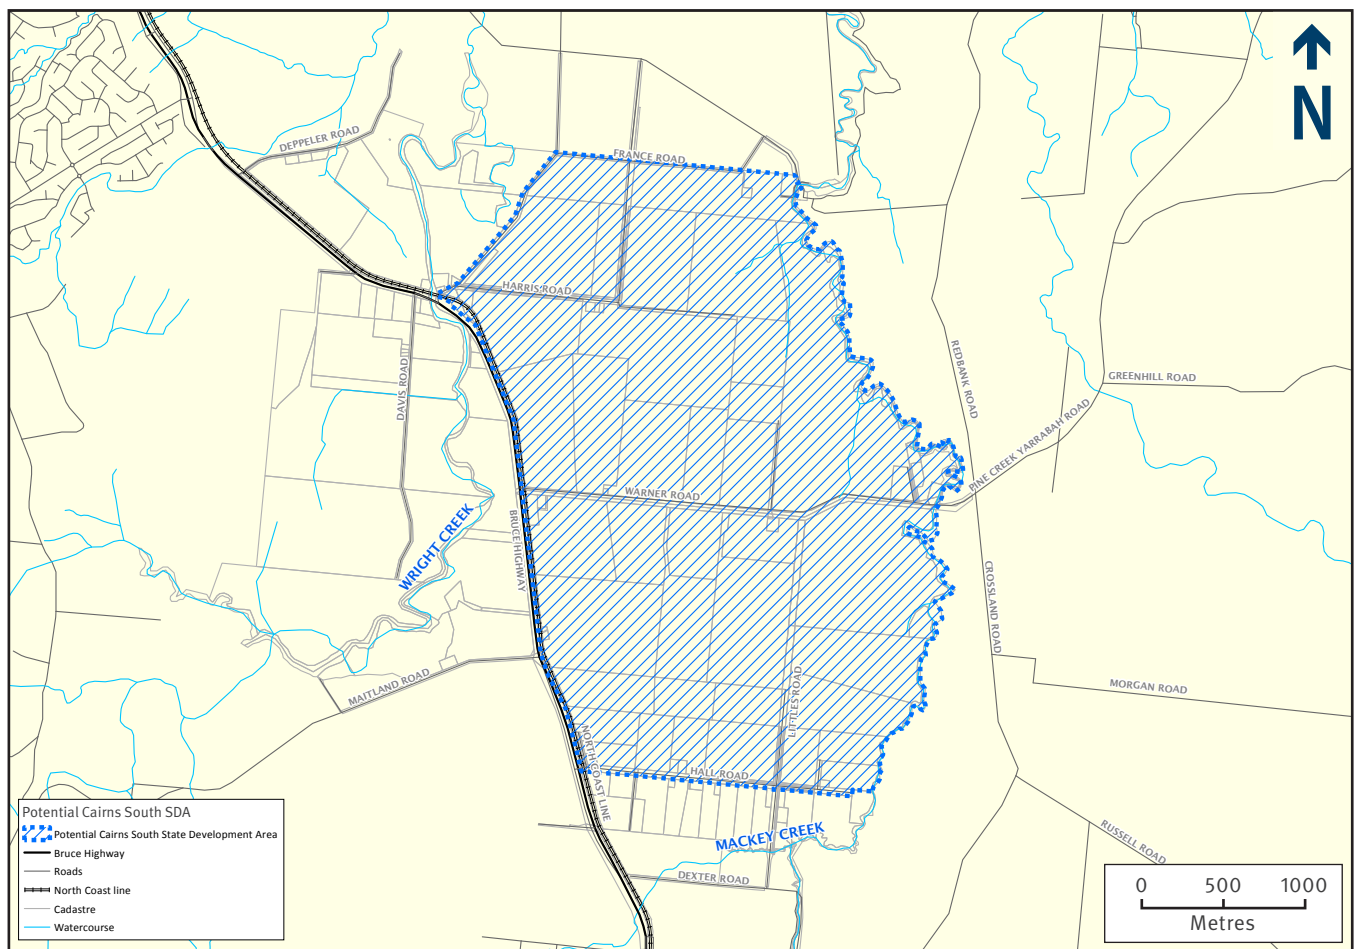 N
DEPPELER ROAD
FRANCE ROAD
HARRIS ROAD
DAVIS ROAD
REDBANK ROAD
GREENHILL ROAD
PINE CREEK YARRABAH ROAD
WARNER ROAD
WRIGHT CREEK
BRUCE HIGHWAY
CROSSLAND ROAD
MAITLAND ROAD
LITTLES ROAD
MORGAN ROAD
NORTH COAST LINE
HALL ROAD
MACKEY CREEK
RUSSELL ROAD
DEXTER ROAD
Potential Cairns South SDA
Potential Cairns South State Development Area
Bruce Highway
Roads
North Coast line
Cadastre
Watercourse
0 500 1000
Metres